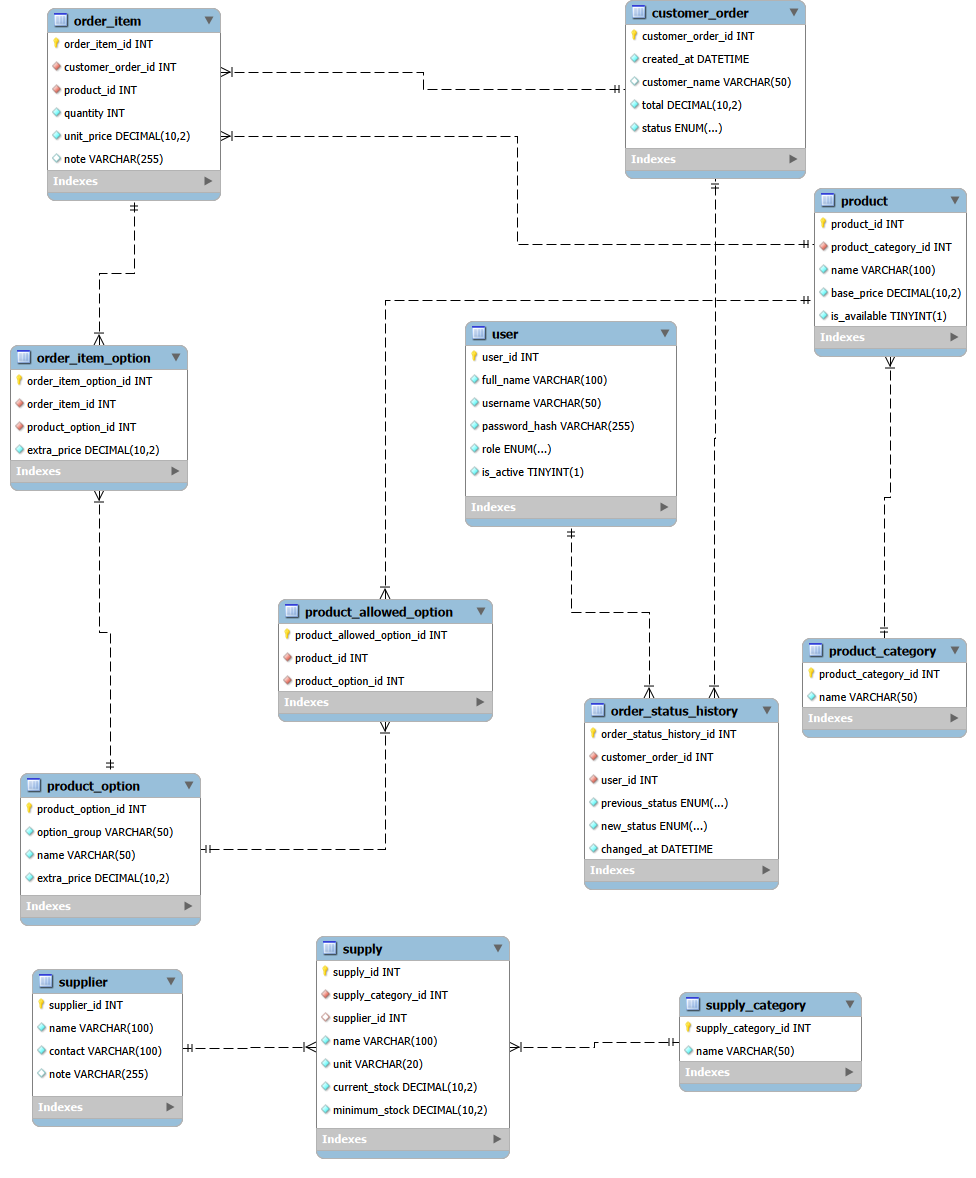 order_item
order_item_id INT
customer_order_id INT
product_id INT
quantity INT
unit_price DECIMAL(10,2)
note VARCHAR(255)
Indexes
customer_order
customer_order_id INT
created_at DATETIME
customer_name VARCHAR(50)
total DECIMAL(10,2)
status ENUM(...)
Indexes
product
product_id INT
product_category_id INT
name VARCHAR(100)
base_price DECIMAL(10,2)
is_available TINYINT(1)
Indexes
order_item_option
order_item_option_id INT
order_item_id INT
product_option_id INT
extra_price DECIMAL(10,2)
Indexes
user
user_id INT
full_name VARCHAR(100)
username VARCHAR(50)
password_hash VARCHAR(255)
role ENUM(...)
is_active TINYINT(1)
Indexes
product_allowed_option
product_allowed_option_id INT
product_id INT
product_option_id INT
Indexes
product_category
product_category_id INT
name VARCHAR(50)
Indexes
order_status_history
order_status_history_id INT
customer_order_id INT
user_id INT
previous_status ENUM(...)
new_status ENUM(...)
changed_at DATETIME
Indexes
product_option
product_option_id INT
option_group VARCHAR(50)
name VARCHAR(50)
extra_price DECIMAL(10,2)
Indexes
supplier
supplier_id INT
name VARCHAR(100)
contact VARCHAR(100)
note VARCHAR(255)
Indexes
supply
supply_id INT
supply_category_id INT
supplier_id INT
name VARCHAR(100)
unit VARCHAR(20)
current_stock DECIMAL(10,2)
minimum_stock DECIMAL(10,2)
Indexes
supply_category
supply_category_id INT
name VARCHAR(50)
Indexes